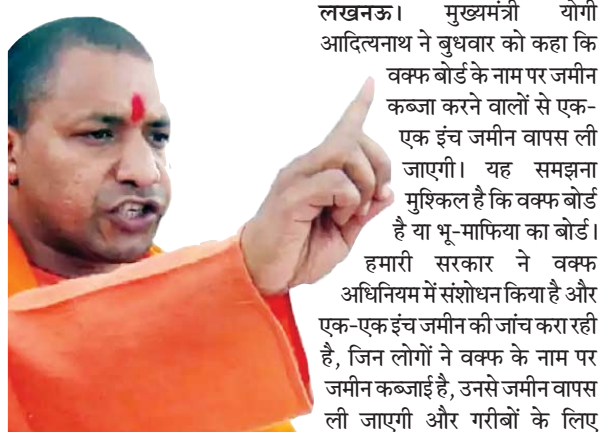 लखनऊ। मुख्यमंत्री योगी
आदित्यनाथ ने बुधवार को कहा कि
वक्फ बोर्ड के नाम पर जमीन
कब्जा करने वालों से एक-
एक इंच जमीन वापस ली
जाएगी। यह समझना
मुश्किल है कि वक्फ बोर्ड
है या भू-माफिया का बोर्ड।
हमारी सरकार ने वक्फ
अधिनियम में संशोधन किया है और
एक-एक इंच जमीन की जांच करा रही
है, जिन लोगों ने वक्फ के नाम पर
जमीन कब्जाई है, उनसे जमीन वापस
ली जाएगी और गरीबों के लिए